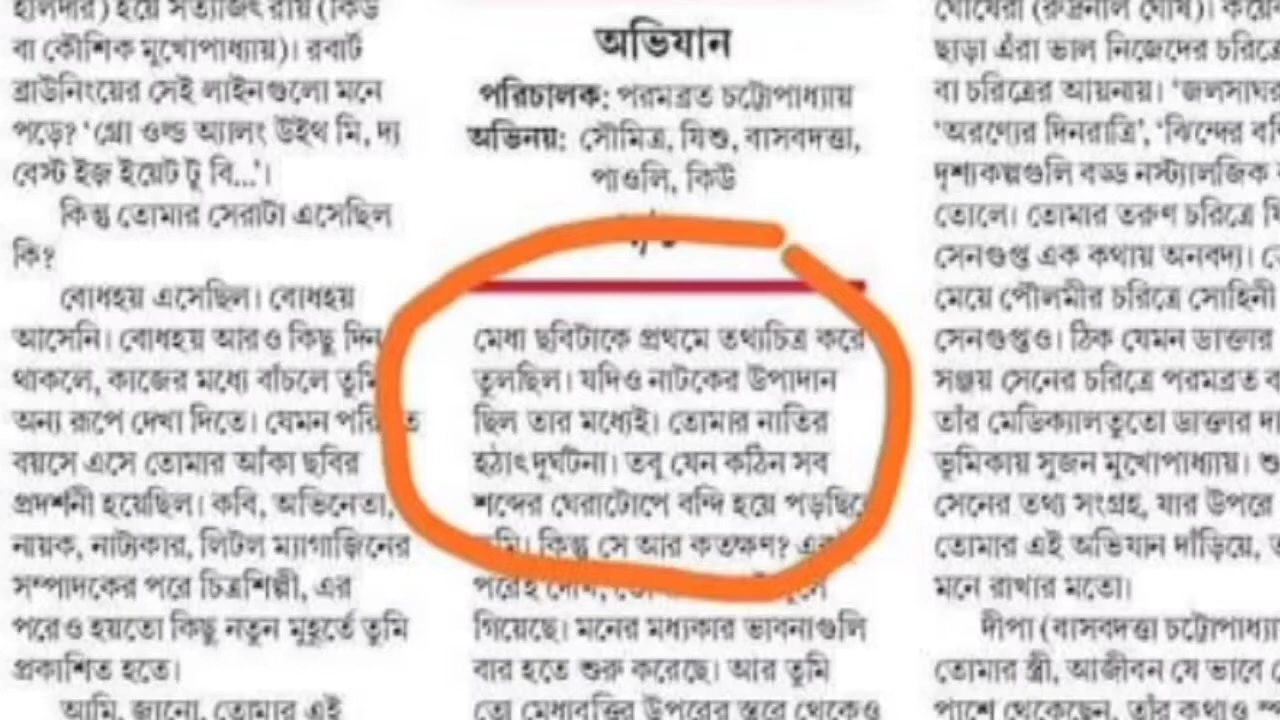 হালদার) হয়ে সত্যজিৎ রায় (কিউ
বা কৌশিক মুখোপাধ্যায়)। রবার্ট
ব্রাউনিংয়ের সেই লাইনগুলো মনে
পড়ে? ‘গ্রো ওল্ড অ্যালং উইথ মি, দ্য
বেস্ট ইজ় ইয়েট টু বি...’।
কিন্তু তোমার সেরাটা এসেছিল
কি?
বোধহয় এসেছিল। বোধহয়
আসেনি। বোধহয় আরও কিছু দিন
থাকলে, কাজের মধ্যে বাঁচলে তুমি
অন্য রূপে দেখা দিতে। যেমন
বয়সে এসে তোমার আঁকা ছবির
প্রদর্শনী হয়েছিল। কবি, অভিনেতা,
নায়ক, নাট্যকার, লিটল ম্যাগাজ়িনের
সম্পাদকের পরে চিত্রশিল্পী, এর
পরেও হয়তো কিছু নতুন মুহূর্তে তুমি
প্রকাশিত হতে।
আমি, জানো, তোমার এই
অভিযান
পরিচালক: পরমব্রত চট্টোপাধ্যায়
অভিনয়: সৌমিত্র, যিশু, বাসবদত্তা,
পাওলি, কিউ
মেধা ছবিটাকে প্রথমে তথ্যচিত্র করে
তুলছিল। যদিও নাটকের উপাদান
ছিল তার মধ্যেই। তোমার নাতির
হঠাৎ দুর্ঘটনা। তবু যেন কঠিন সব
শব্দের ঘেরাটোপে বন্দি হয়ে পড়ছিলে
তুমি। কিন্তু সে আর কতক্ষণ?
পরেই দেখি,
গিয়েছে। মনের মধ্যকার ভাবনাগুলি
বার হতে শুরু করেছে। আর তুমি
তো মেধাবৃত্তির উপরের স্তরে থেকেও
ঘোষেরা (রুদ্রনীল ঘোষ)।
ছাড়া এঁরা ভাল নিজেদের চরিত্রে
বা চরিত্রের আয়নায়। ‘জলসাঘর
‘অরণ্যের দিনরাত্রি’, ‘ঝিন্দের
দৃশ্যকল্পগুলি বড্ড নস্ট্যালজিক
তোলে। তোমার তরুণ চরিত্রে
সেনগুপ্ত এক কথায় অনবদ্য।
মেয়ে পৌলমীর চরিত্রে সোহিনী
সেনগুপ্তও। ঠিক যেমন ডাক্তার
সঞ্জয় সেনের চরিত্রে পরমব্রত
তাঁর মেডিক্যালতুতো ডাক্তার
ভূমিকায় সুজন মুখোপাধ্যায়।
সেনের তথ্য সংগ্রহ, যার উপরে
তোমার এই অভিযান দাঁড়িয়ে,
মনে রাখার মতো।
দীপা (বাসবদত্তা চট্টোপাধ্যায়
তোমার স্ত্রী, আজীবন যে ভাবে
পাশে থেকেছেন, তাঁর কথাও